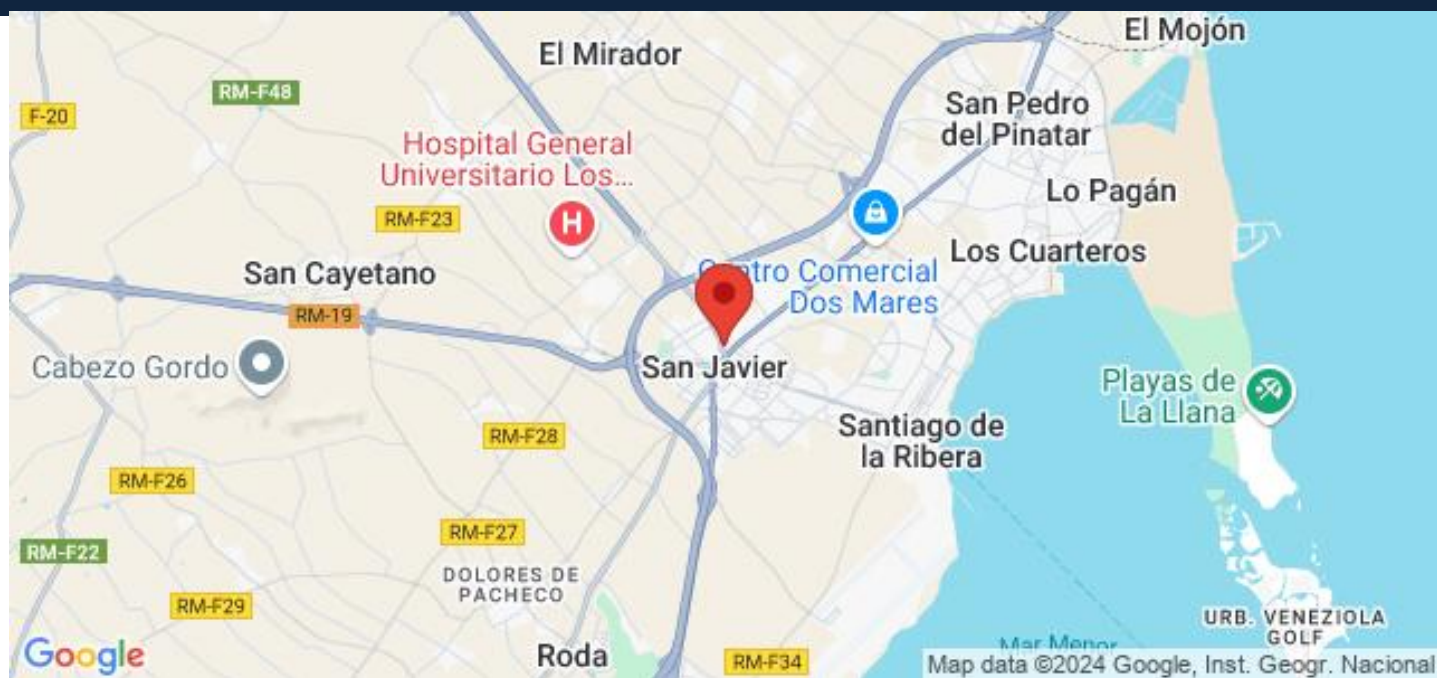 El Mojón
El Mirador
RM-F48
San Pedro
del Pinatar
F-20
Hospital General
Universitario Los...
H
Lo Pagán
RM-F23
Los Cuarteros
San Cayetano
Centro Comercial
Dos Mares
RM-19
Cabezo Gordo
San Javier
Playas de
La Llana
Santiago de
la Ribera
RM-F28
RM-F26
RM-F27
RM-F22
DOLORES DE
PACHECO
RM-F29
URB. VENEZIOLA
GOLF
Google
Roda
RM-F34
Mar Menor
Map data ©2024 Google, Inst. Geogr. Nacional